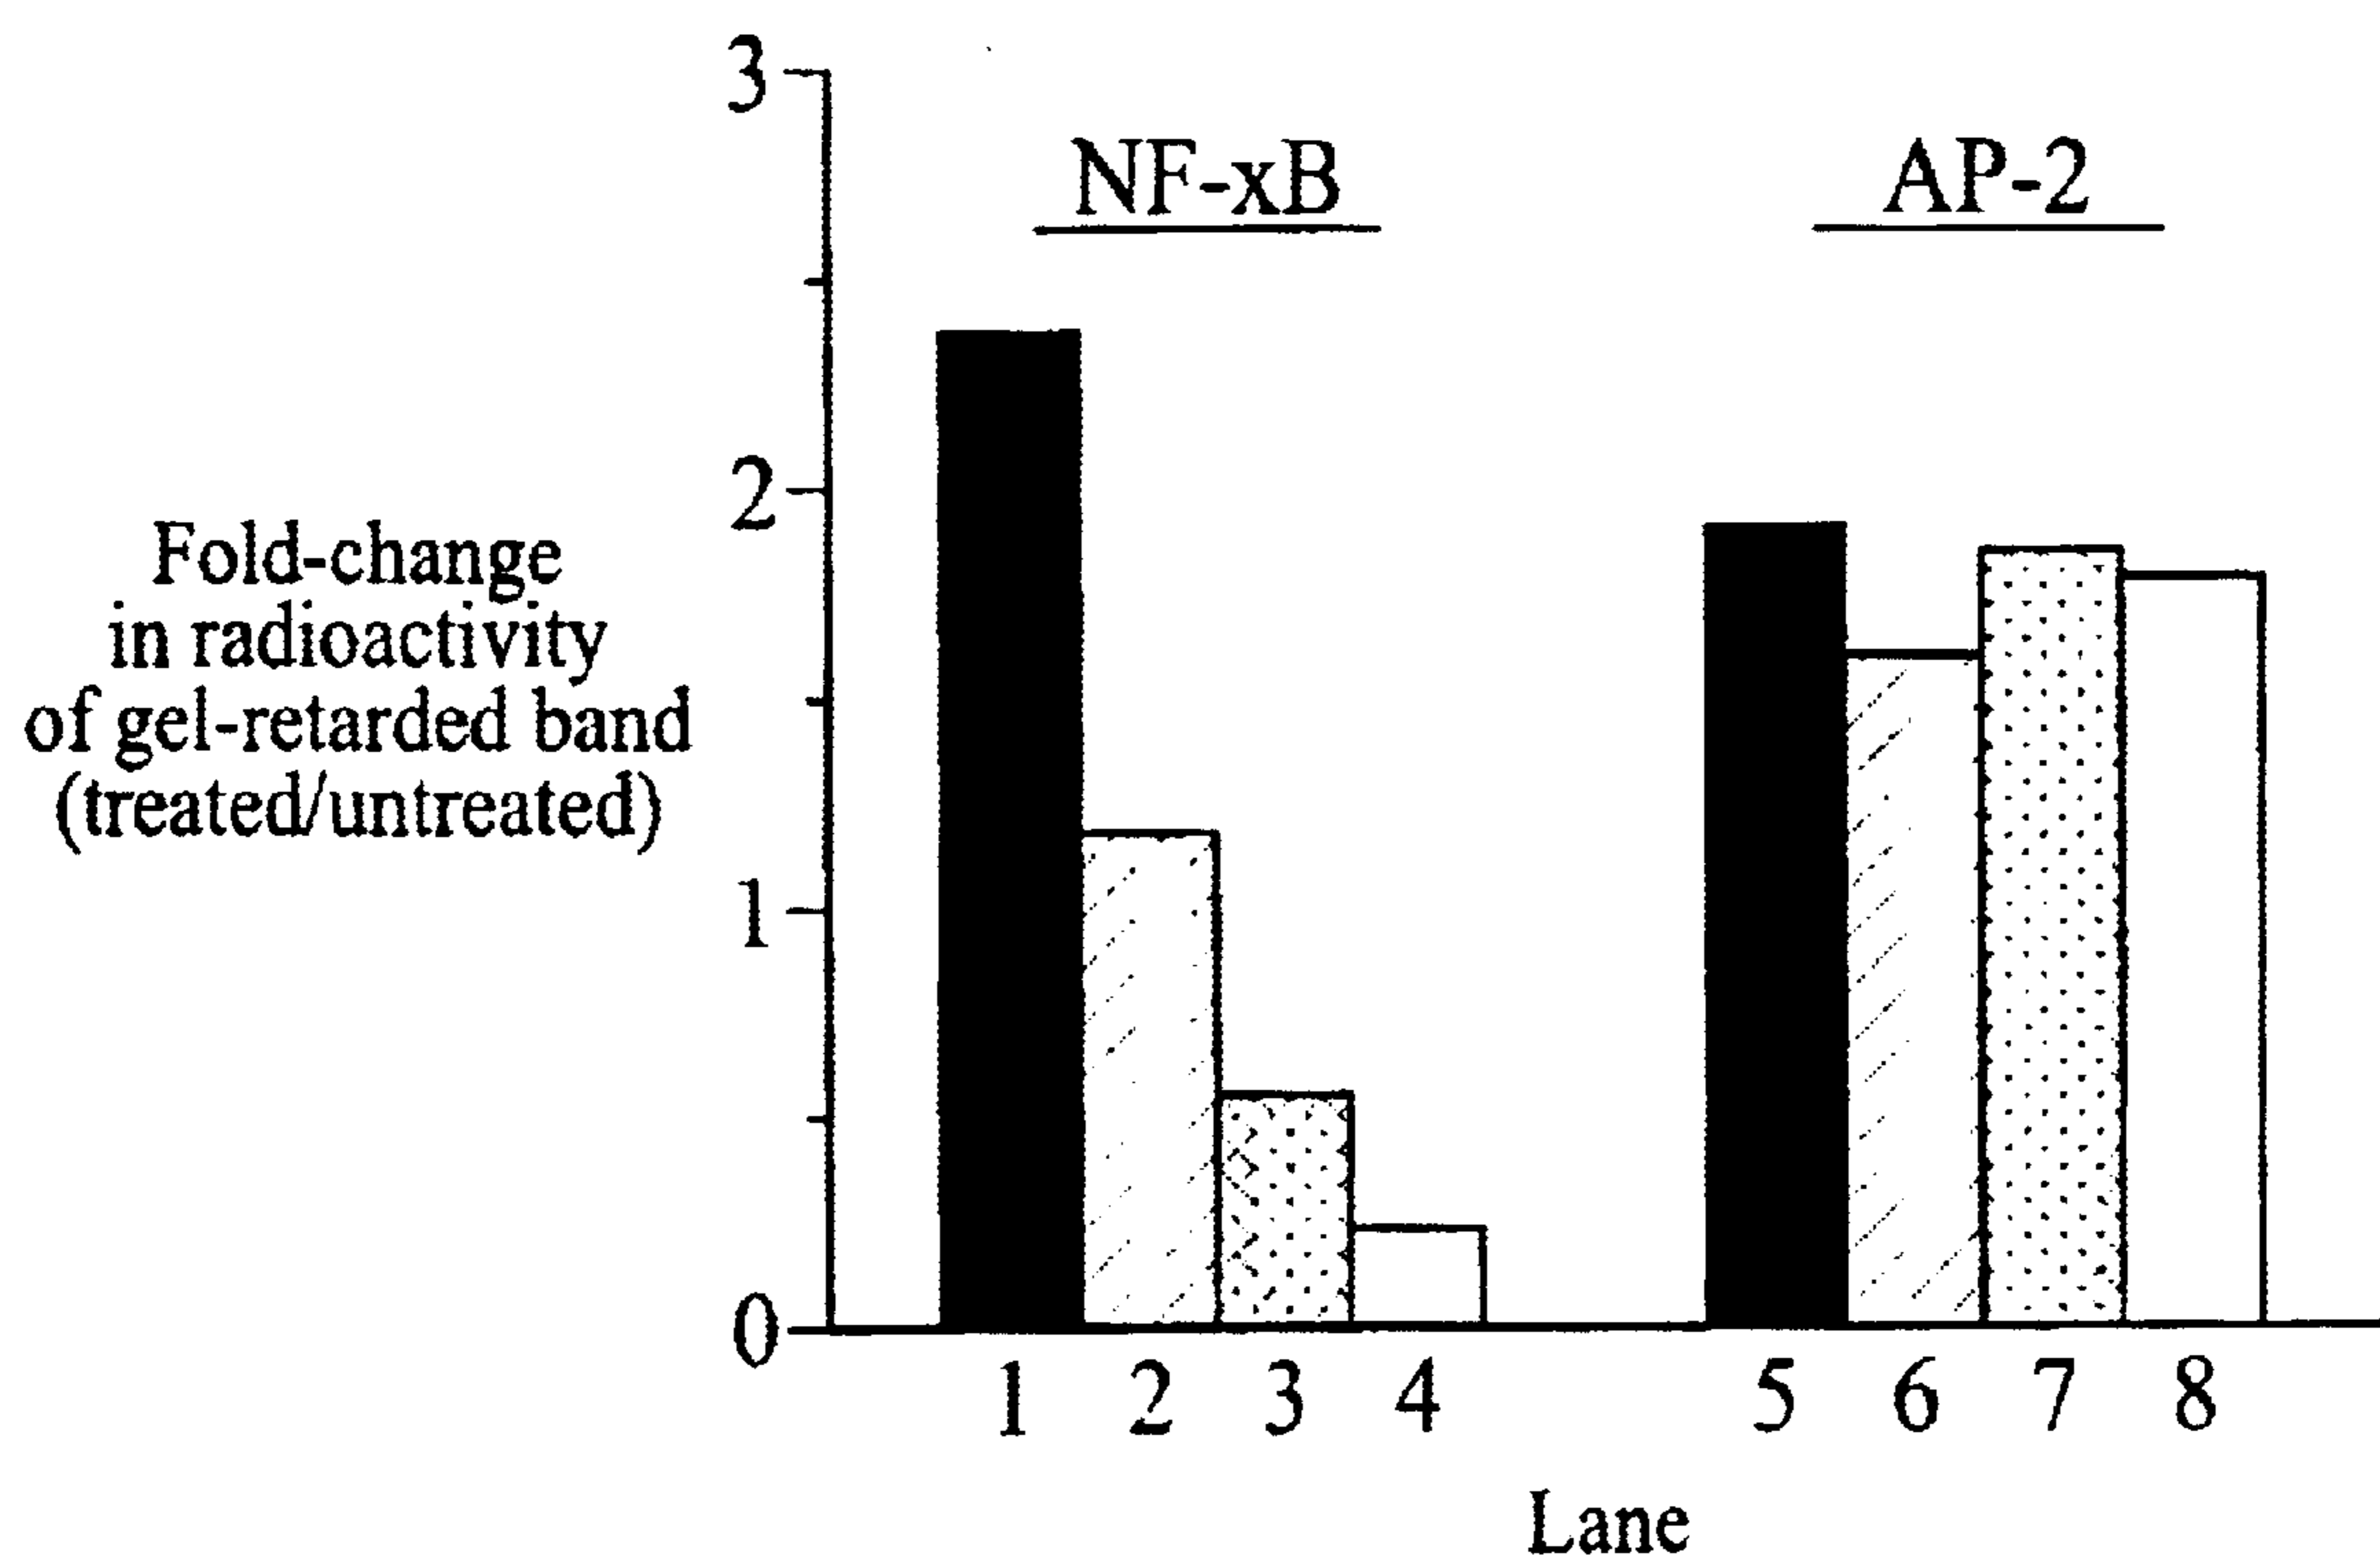 3
NF-xB
AP-2
2
Fold-change
in radioactivity
of gel-retarded band
(treated/untreated)
1
0
1 2 3 4 5 6 7 8
Lane